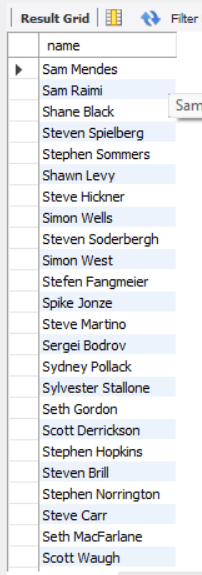 Result Grid Filter
name
Sam Mendes
Sam Raimi
Sam
Shane Black
Steven Spielberg
Stephen Sommers
Shawn Levy
Steve Hickner
Simon Wells
Steven Soderbergh
Simon West
Stefen Fangmeier
Spike Jonze
Steve Martino
Sergei Bodrov
Sydney Pollack
Sylvester Stallone
Seth Gordon
Scott Derrickson
Stephen Hopkins
Steven Brill
Stephen Norrington
Steve Carr
Seth MacFarlane
Scott Waugh